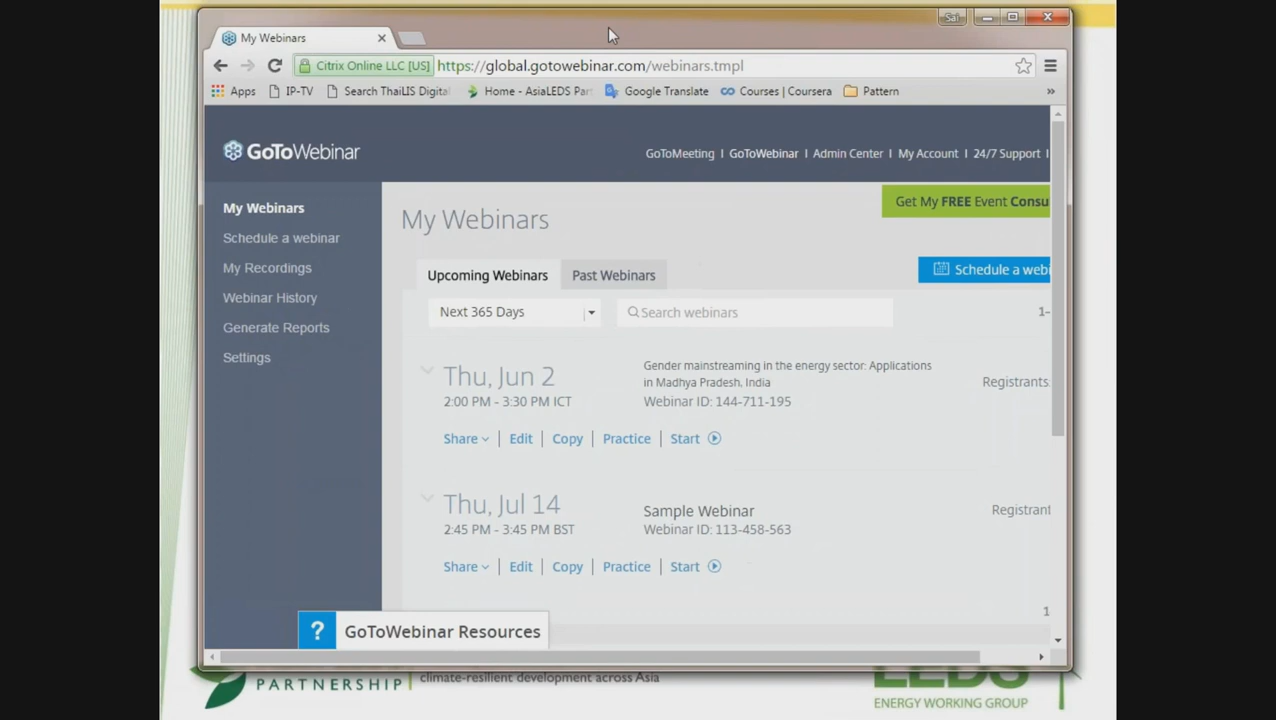 Sai
My Webinars
Citrix Online LLC [US] https://global.gotowebinar.com/webinars.tmpl
Apps IP-TV Search ThaiLIS Digital Home - AsiaLEDS Part Google Translate Courses | Coursera Pattern »
GoToWebinar
GoToMeeting | GoToWebinar | Admin Center | My Account | 24/7 Support |
My Webinars
Schedule a webinar
My Recordings
Webinar History
Generate Reports
Settings
Get My FREE Event Consu
My Webinars
Upcoming Webinars Past Webinars
Schedule a webi
Next 365 Days
Search webinars
1-
Thu, Jun 2
2:00 PM - 3:30 PM ICT
Gender mainstreaming in the energy sector: Applications
in Madhya Pradesh, India
Webinar ID: 144-711-195
Registrants:
Share | Edit | Copy | Practice | Start
Thu, Jul 14
2:45 PM - 3:45 PM BST
Sample Webinar
Webinar ID: 113-458-563
Registrant
Share | Edit | Copy | Practice | Start
1
? GoToWebinar Resources
PARTNERSHIP
climate-resilient development across Asia
LEDS
ENERGY WORKING GROUP